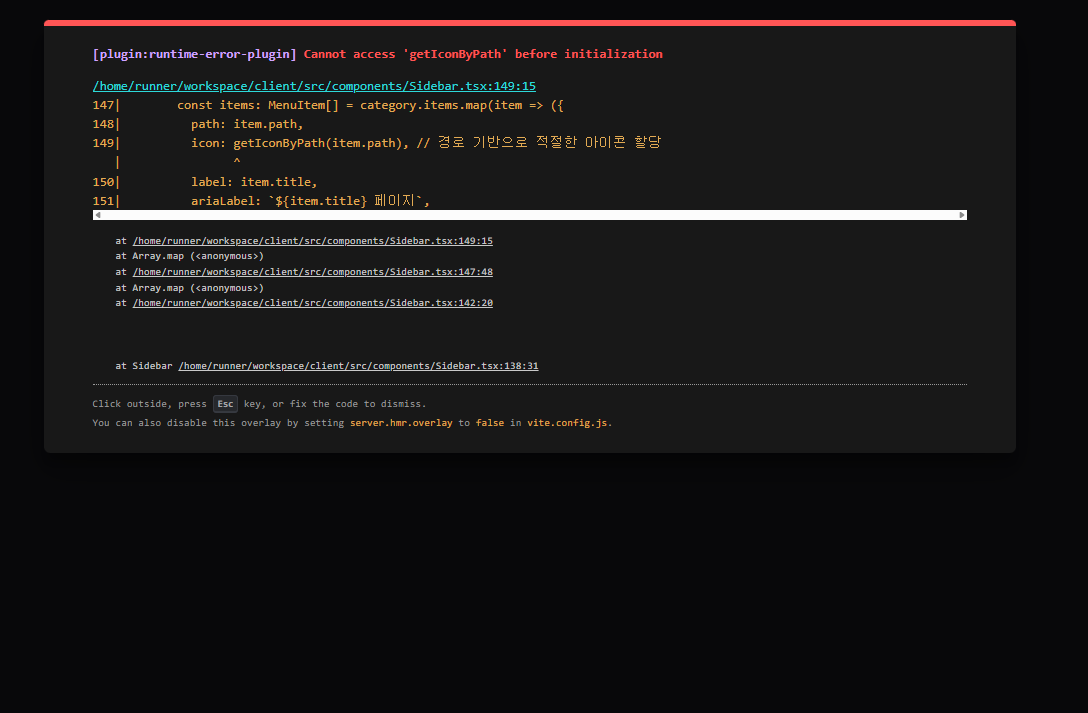 [plugin:runtime-error-plugin] Cannot access 'getIconByPath' before initialization
/home/runner/workspace/client/src/components/Sidebar.tsx:149:15
147|        const items: MenuItem[] = category.items.map(item => ({
148|          path: item.path,
149|          icon: getIconByPath(item.path), // 경로 기반으로 적절한 아이콘 할당
   |                ^
150|          label: item.title,
151|          ariaLabel: `${item.title} 페이지`,
at /home/runner/workspace/client/src/components/Sidebar.tsx:149:15
at Array.map (<anonymous>)
at /home/runner/workspace/client/src/components/Sidebar.tsx:147:48
at Array.map (<anonymous>)
at /home/runner/workspace/client/src/components/Sidebar.tsx:142:20
at Sidebar /home/runner/workspace/client/src/components/Sidebar.tsx:138:31
Click outside, press Esc key, or fix the code to dismiss.
You can also disable this overlay by setting server.hmr.overlay to false in vite.config.js.